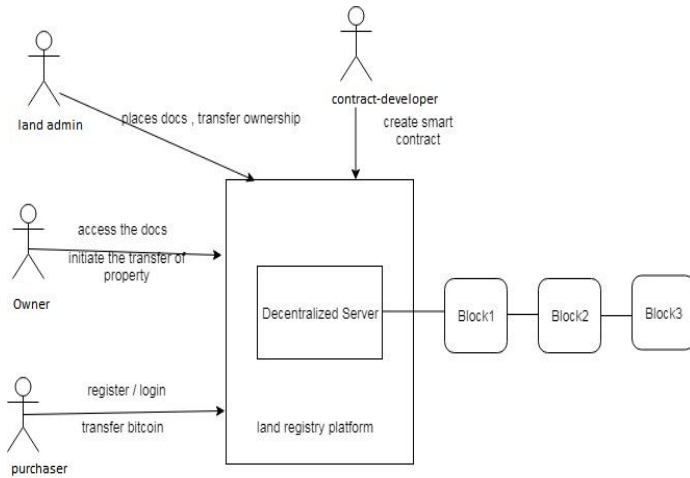 contract-developer
land admin
places docs , transfer ownership
create smart
contract
access the docs
initiate the transfer of
property
Owner
Decentralized Server
Block1
Block2
Block3
register / login
transfer bitcoin
land registry platform
purchaser